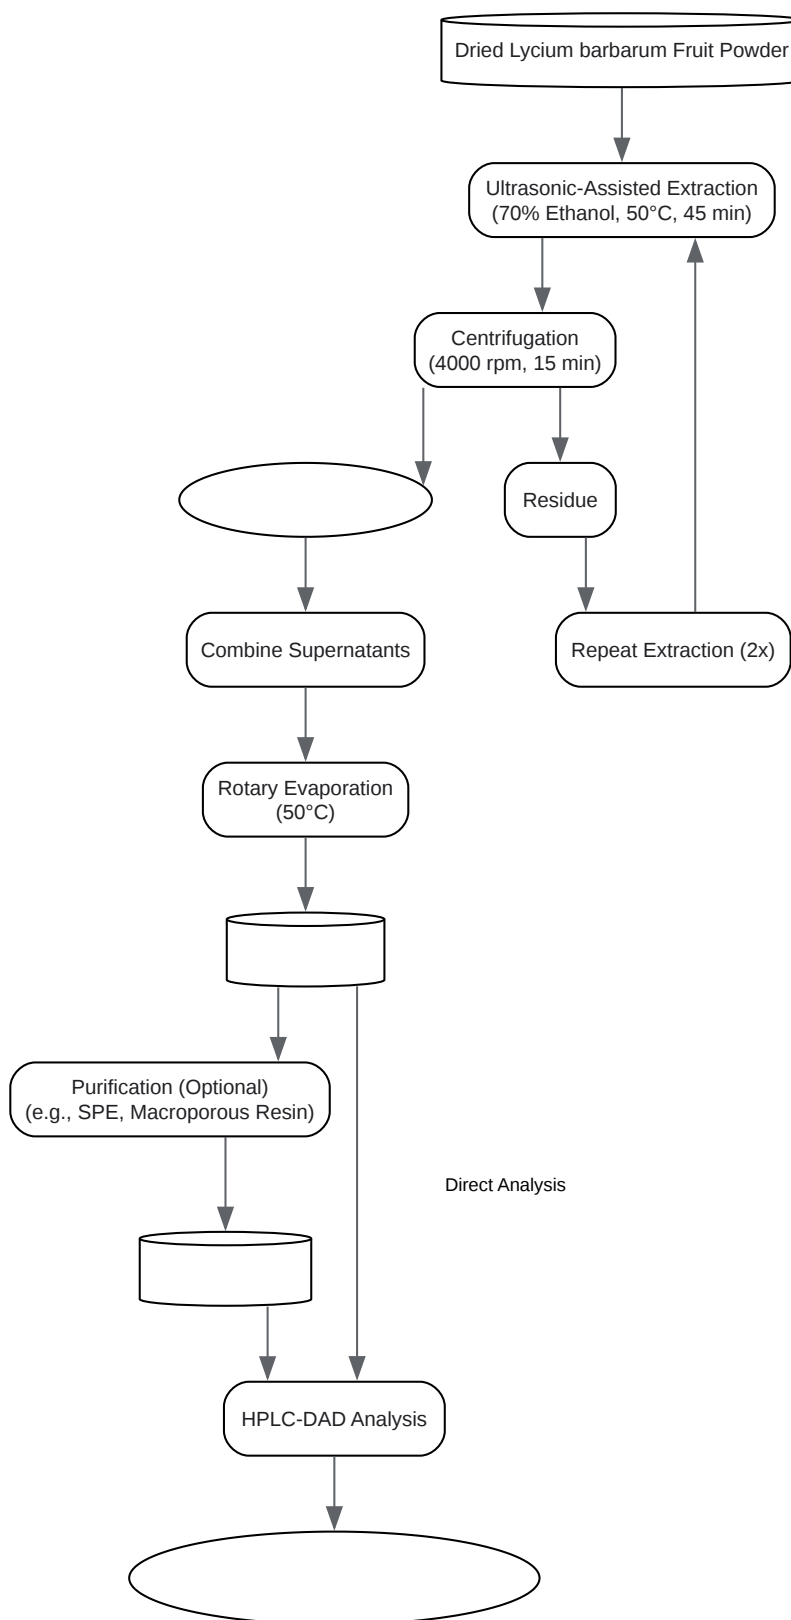 Dried Lycium barbarum Fruit Powder
Ultrasonic-Assisted Extraction
(70% Ethanol, 50°C, 45 min)
Centrifugation
(4000 rpm, 15 min)
Residue
Combine Supernatants
Repeat Extraction (2x)
Rotary Evaporation
(50°C)
Purification (Optional)
(e.g., SPE, Macroporous Resin)
Direct Analysis
HPLC-DAD Analysis